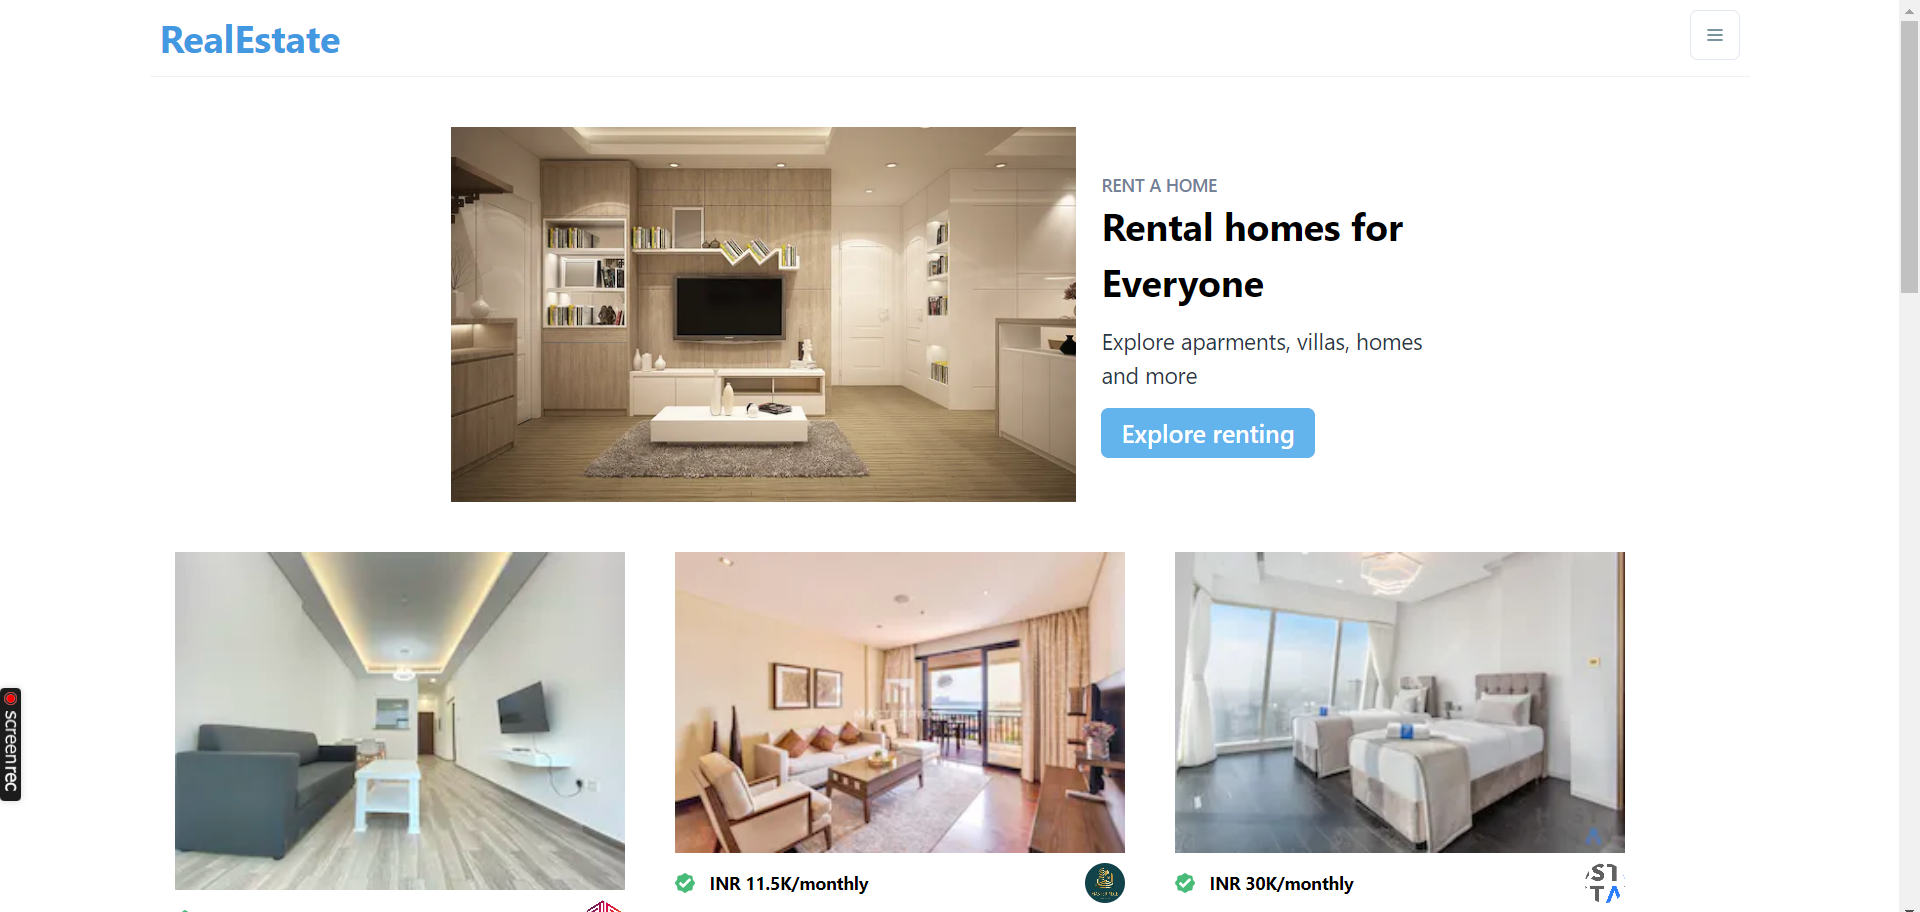 RealEstate
RENT A HOME
Rental homes for
Everyone
Explore aparments, villas, homes
and more
Explore renting
screenrec
INR 11.5K/monthly
INR 30K/monthly